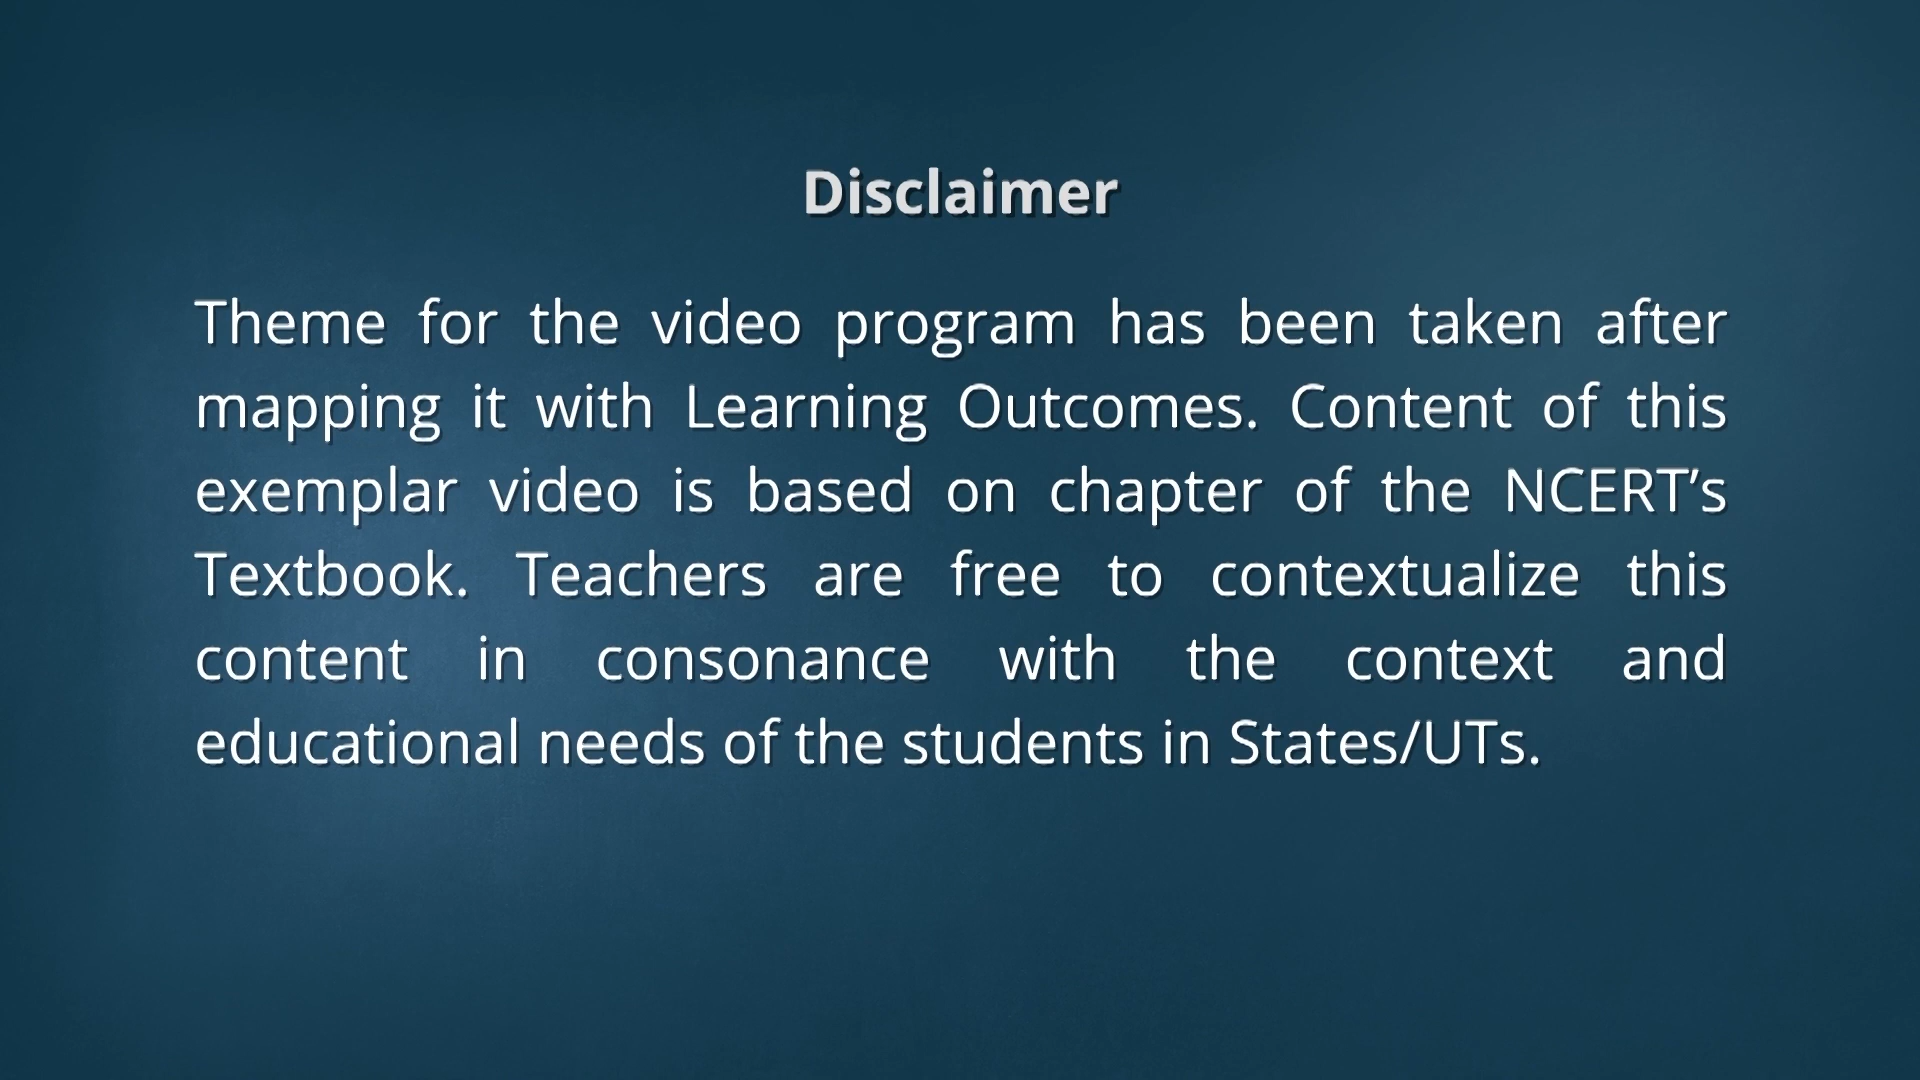 Disclaimer
Theme for the video program has been taken after
mapping it with Learning Outcomes. Content of this
exemplar video is based on chapter of the NCERT’s
Textbook. Teachers are free to contextualize this
content in consonance with the context and
educational needs of the students in States/UTs.